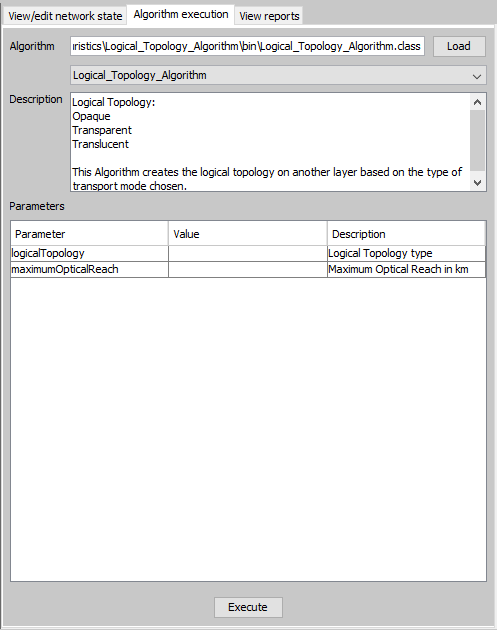 View/edit network state Algorithm execution View reports
Algorithm ıristics\Logical_Topology_Algorithm\bin\Logical_Topology_Algorithm.class Load
Logical_Topology_Algorithm
Description Logical Topology:
Opaque
Transparent
Translucent
This Algorithm creates the logical topology on another layer based on the type of
transport mode chosen.
Parameters
Parameter Value Description
logicalTopology Logical Topology type
maximumOpticalReach Maximum Optical Reach in km
Execute